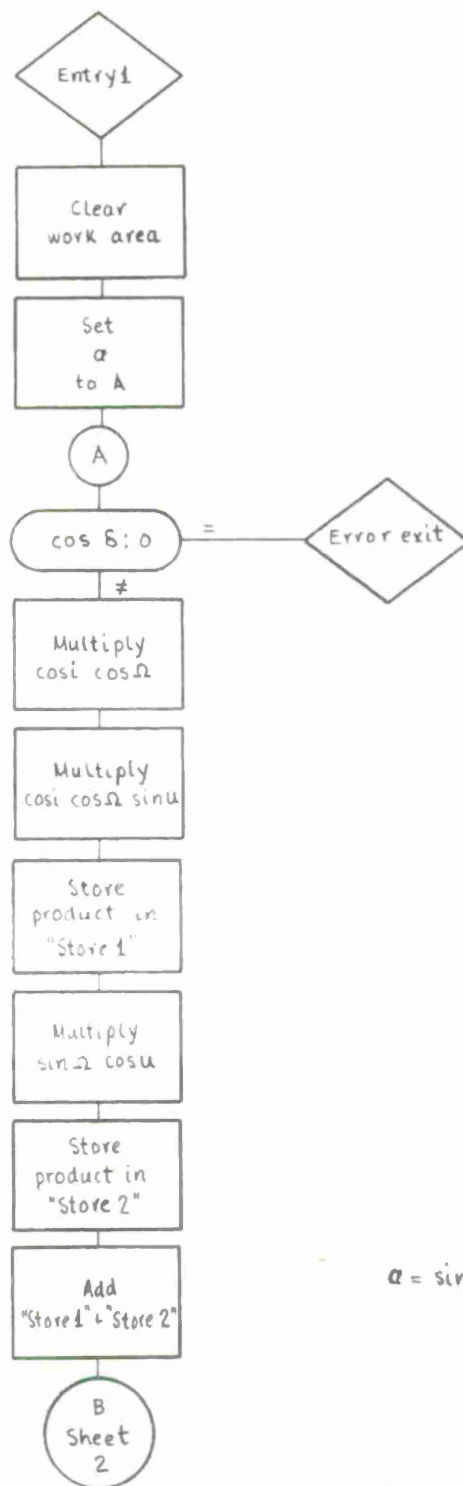 Entry1
Clear
work area
Set
α
to A
A
cos δ: 0
=
Error exit
≠
Multiply
cosi cosΩ
Multiply
cosi cosΩ sinu
Store
product in
"Store 1"
Multiply
sinΩ cosu
Store
product in
"Store 2"
Add
"Store 1" & "Store 2"
α = sin
B
Sheet
2